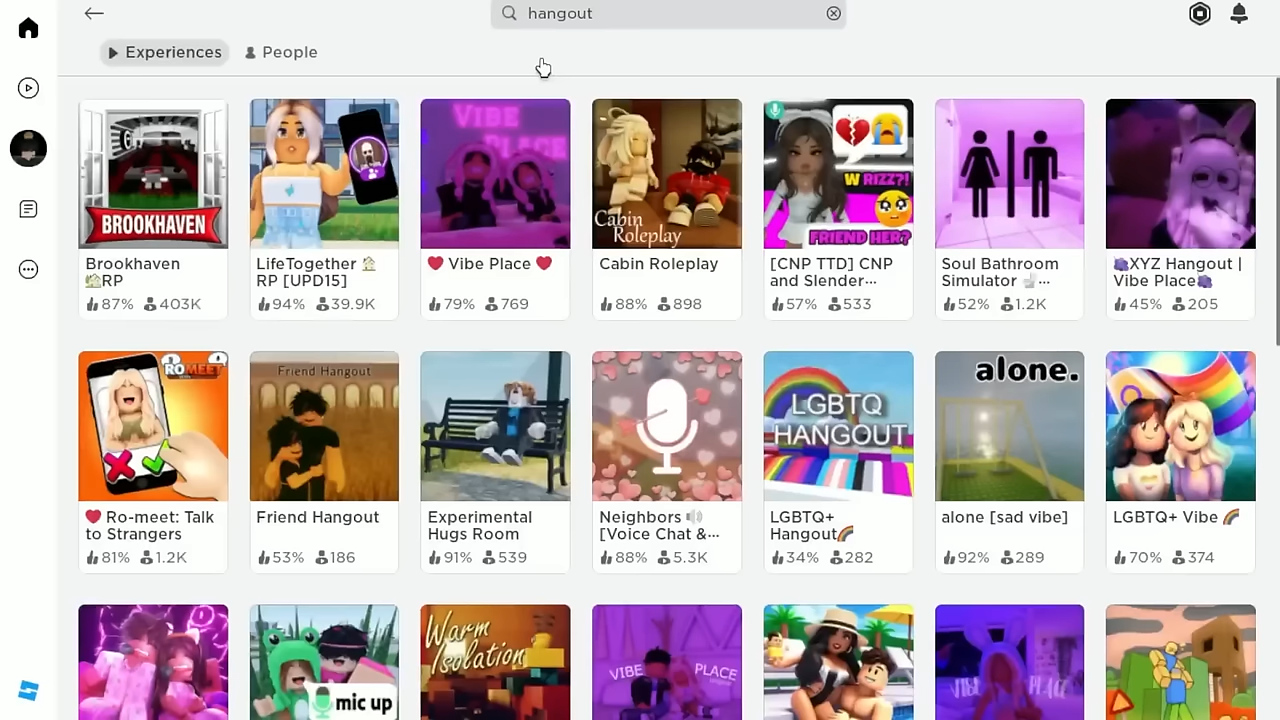 hangout
Experiences
People
BROOKHAVEN
VIBE
PLACE
Cabin
Roleplay
W RIZZ?!
FRIEND HER?
Brookhaven
🏡RP
LifeTogether 🏠
RP [UPD15]
❤️ Vibe Place ❤️
Cabin Roleplay
[CNP TTD] CNP
and Slender...
Soul Bathroom
Simulator 🚽...
🍇XYZ Hangout |
Vibe Place🍇
87% 403K
94% 39.9K
79% 769
88% 898
57% 533
52% 1.2K
45% 205
ROMEET
Friend Hangout
LGBTQ
HANGOUT
alone.
❤️ Ro-meet: Talk
to Strangers
Friend Hangout
Experimental
Hugs Room
Neighbors 🔊
[Voice Chat &...
LGBTQ+
Hangout🌈
alone [sad vibe]
LGBTQ+ Vibe 🌈
81% 1.2K
53% 186
91% 539
88% 5.3K
34% 282
92% 289
70% 374
mic up
Warm
Isolation
VIBE PLACE
VIBE PLACE